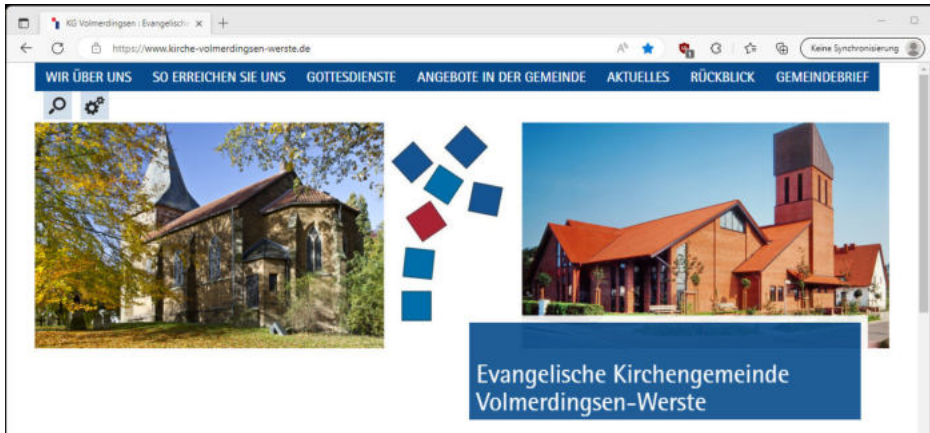 KG Volmerdingsen : Evangelisch
https://www.kirche-volmerdingsen-werste.de
Keine Synchronisierung
WIR ÜBER UNS SO ERREICHEN SIE UNS GOTTESDIENSTE ANGEBOTE IN DER GEMEINDE AKTUELLES RÜCKBLICK GEMEINDEBRIEF
Evangelische Kirchengemeinde
Volmerdingsen-Werste